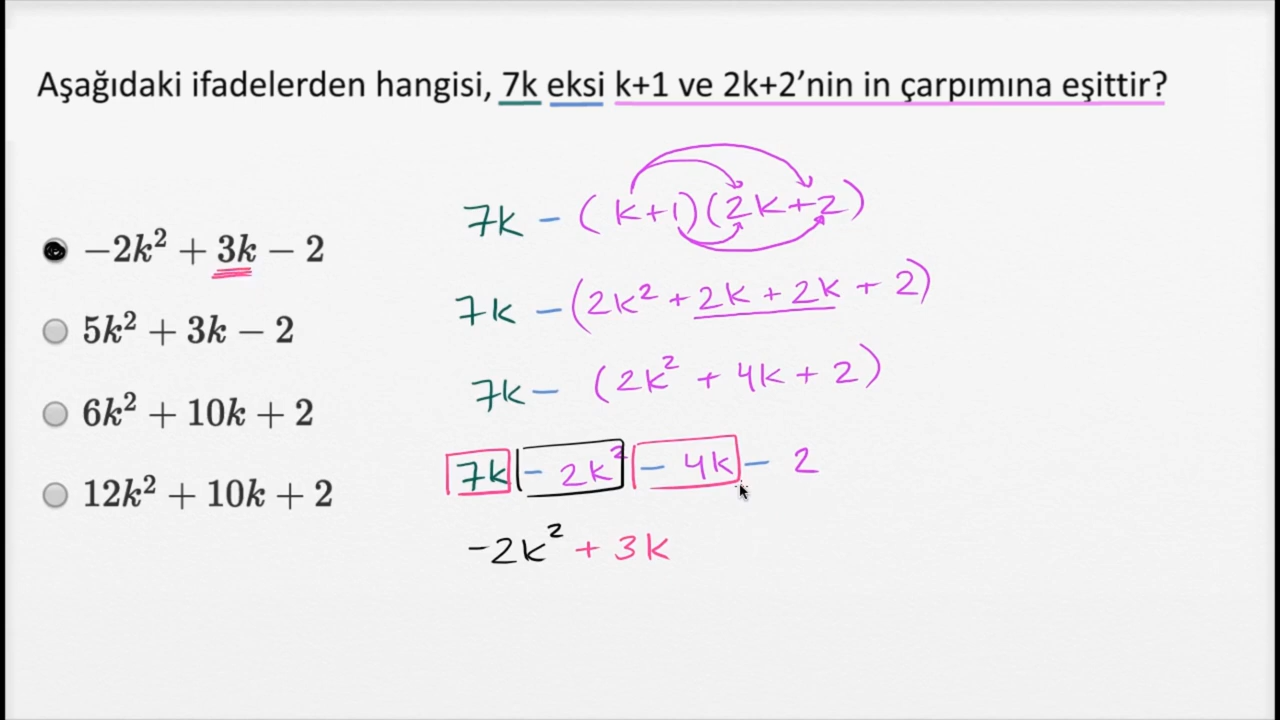 Aşağıdaki ifadelerden hangisi, 7k eksi k+1 ve 2k+2’nin in çarpımına eşittir?
−2k² + 3k − 2
5k² + 3k − 2
6k² + 10k + 2
12k² + 10k + 2
7k − (k+1)(2k+2)
7k − (2k² + 2k + 2k + 2)
7k − (2k² + 4k + 2)
7k − 2k² − 4k − 2
−2k² + 3k